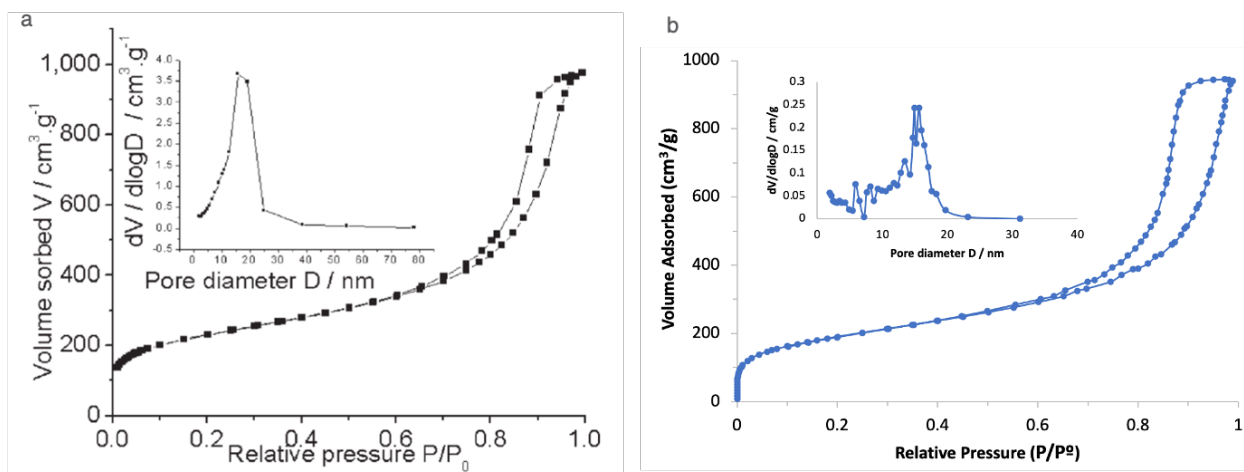 a
Volume sorbed V / cm³.g⁻¹
1,000
800
600
400
200
0
0.0 0.2 0.4 0.6 0.8 1.0
Relative pressure P/P₀
dV / dlogD / cm³.g⁻¹
4.0
3.5
3.0
2.5
2.0
1.5
1.0
0.5
0.0
-0.5
0 10 20 30 40 50 60 70 80
Pore diameter D / nm
b
Volume Adsorbed (cm³/g)
1000
800
600
400
200
0
0 0.2 0.4 0.6 0.8 1
Relative Pressure (P/Pº)
dV/dlogD / cm/g
0.3
0.25
0.2
0.15
0.1
0.05
0
0 10 20 30 40
Pore diameter D / nm